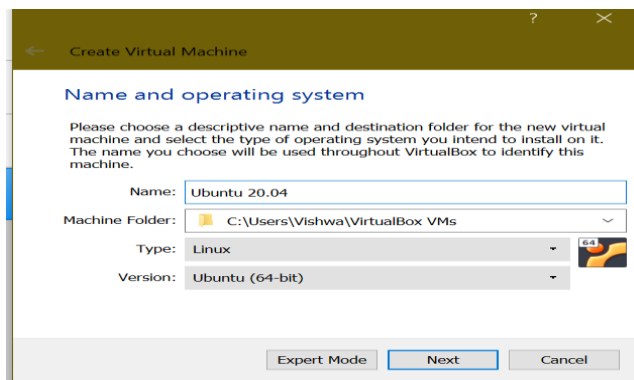 ?
Create Virtual Machine
Name and operating system
Please choose a descriptive name and destination folder for the new virtual
machine and select the type of operating system you intend to install on it.
The name you choose will be used throughout VirtualBox to identify this
machine.
Name: Ubuntu 20.04
Machine Folder: C:\Users\Vishwa\VirtualBox VMs
Type: Linux
64
Version: Ubuntu (64-bit)
Expert Mode Next Cancel